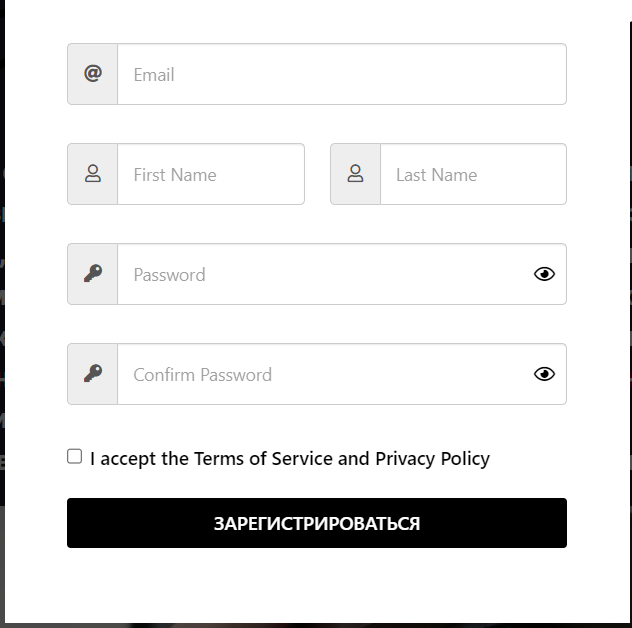 @ Email
First Name Last Name
Password
Confirm Password
I accept the Terms of Service and Privacy Policy
ЗАРЕГИСТРИРОВАТЬСЯ